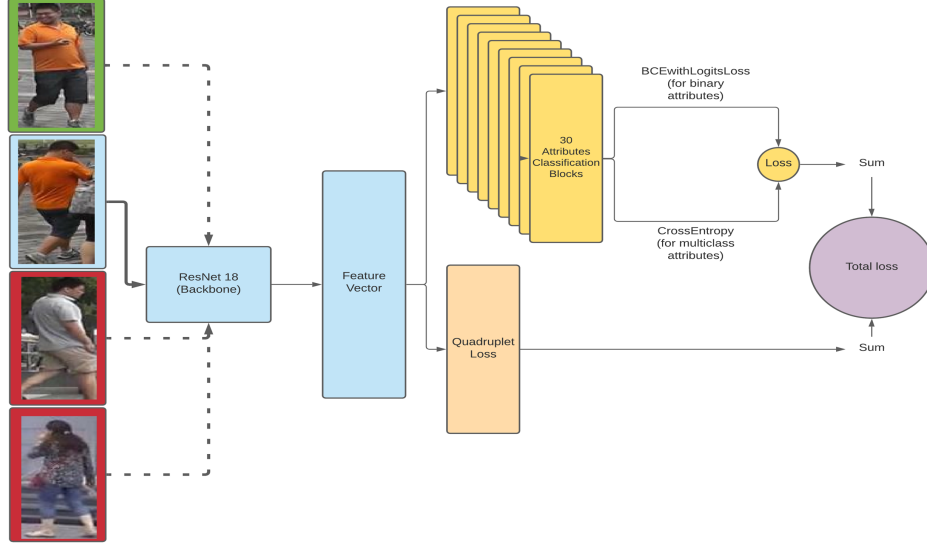 BCEwithLogitsLoss
(for binary
attributes)
30
Attributes
Classification
Blocks
Loss
Sum
CrossEntropy
(for multiclass
attributes)
ResNet 18
(Backbone)
Feature
Vector
Total loss
Quadruplet
Loss
Sum